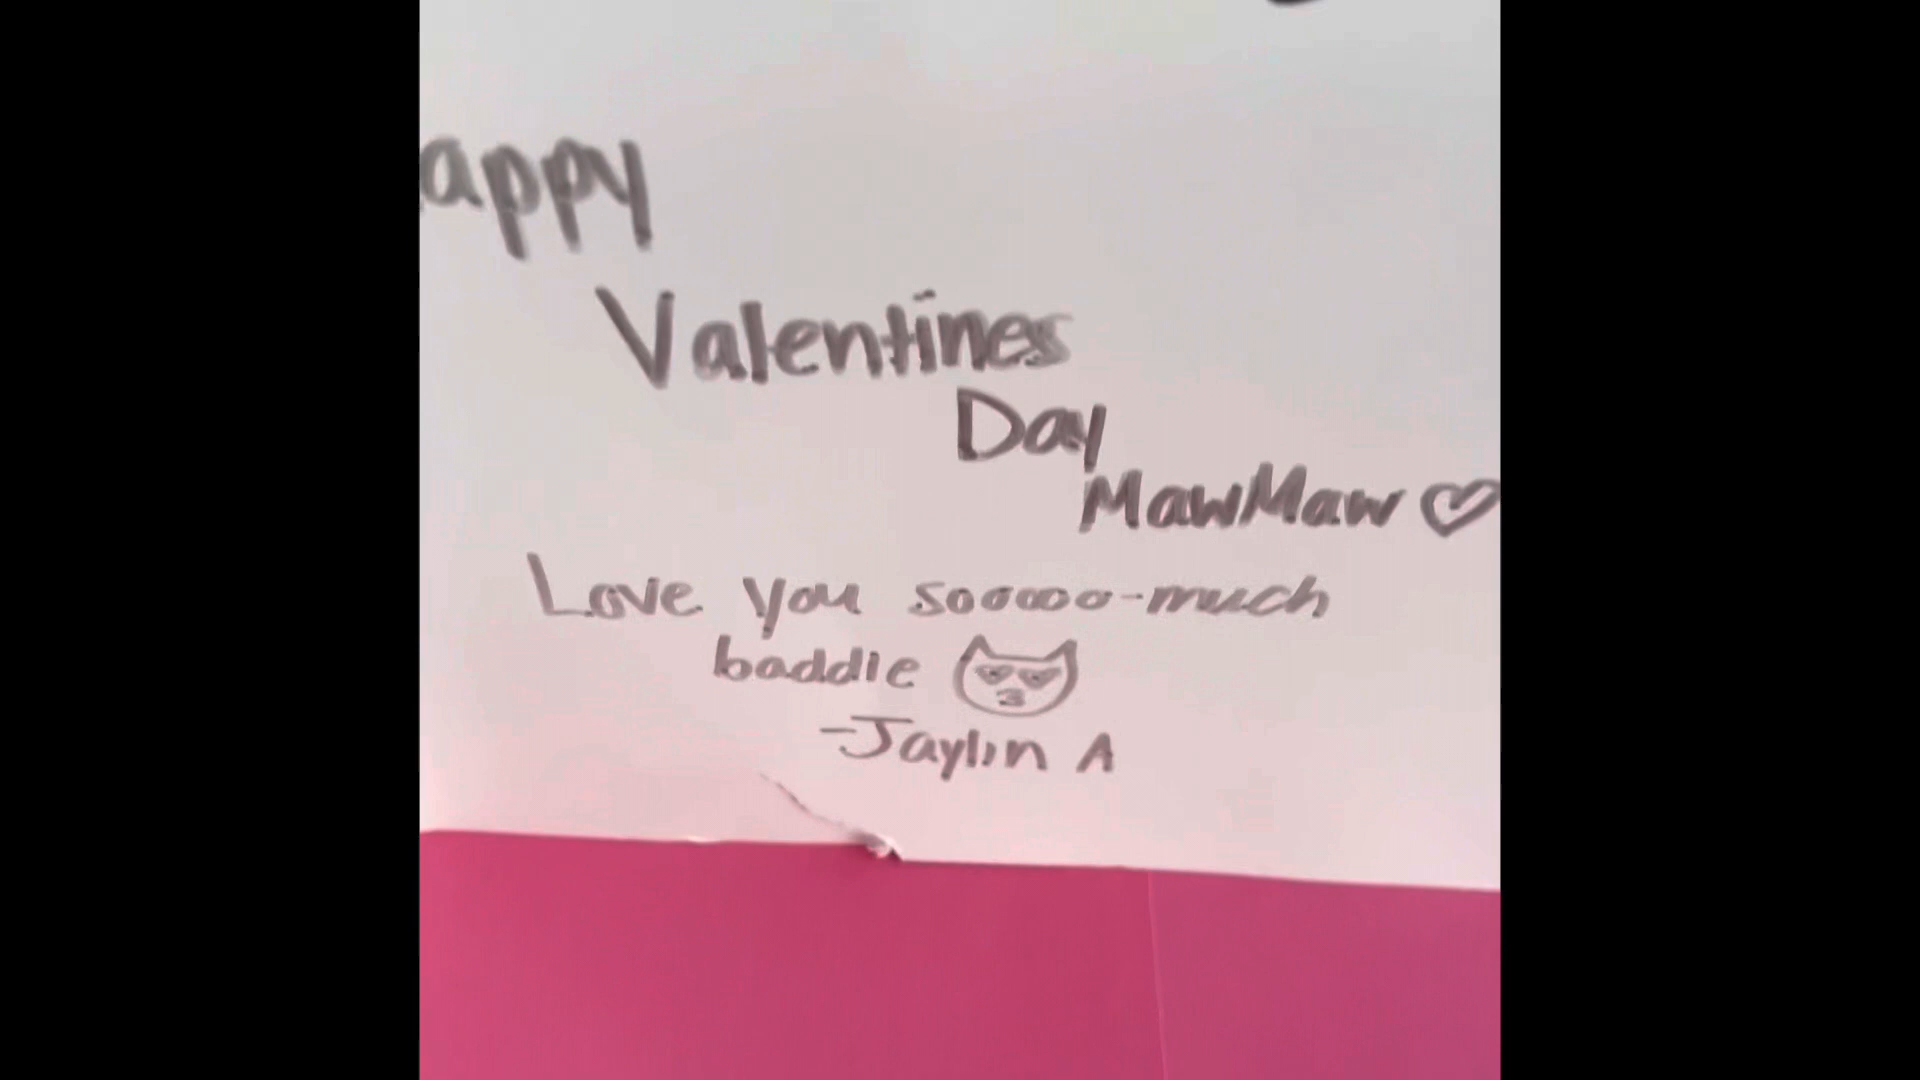 appy
Valentines
Day
MawMaw ♡
Love you sooooo-much
baddie
-Jaylin A